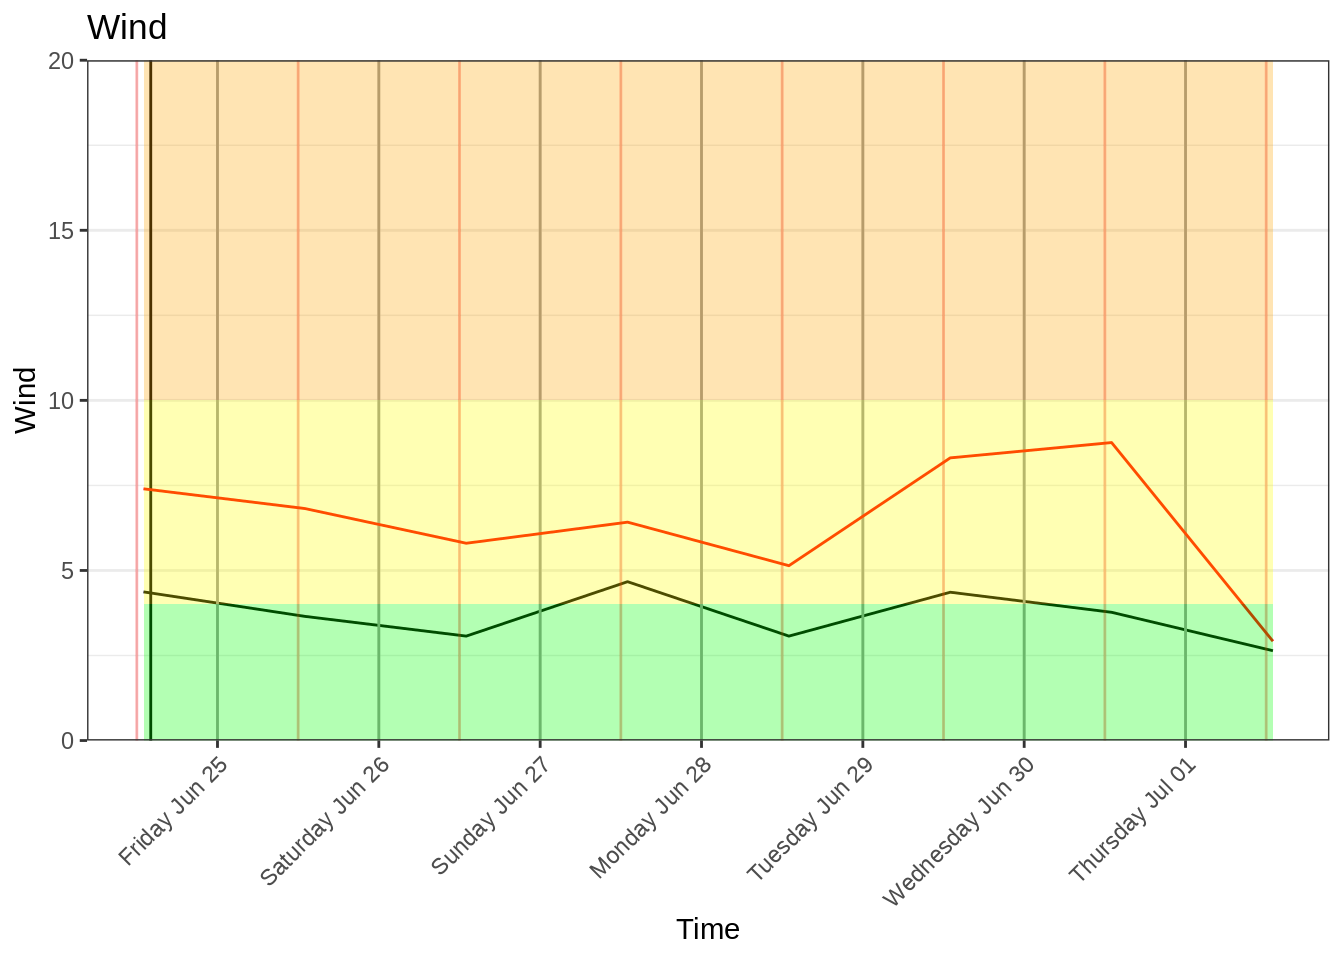 Wind
20
15
10
5
0
Wind
Friday Jun 25
Saturday Jun 26
Sunday Jun 27
Monday Jun 28
Tuesday Jun 29
Wednesday Jun 30
Thursday Jul 01
Time